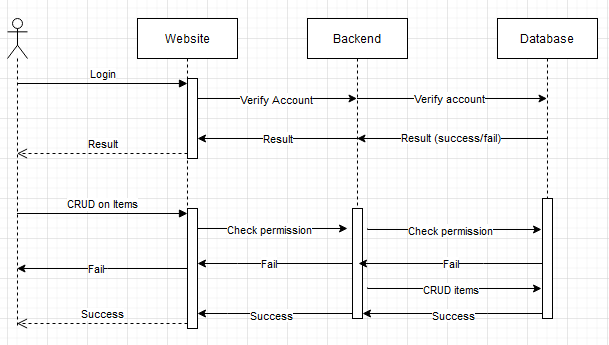 Website
Backend
Database
Login
Verify Account
Verify account
Result
Result
Result (success/fail)
CRUD on Items
Check permission
Check permission
Fail
Fail
Fail
CRUD items
Success
Success
Success